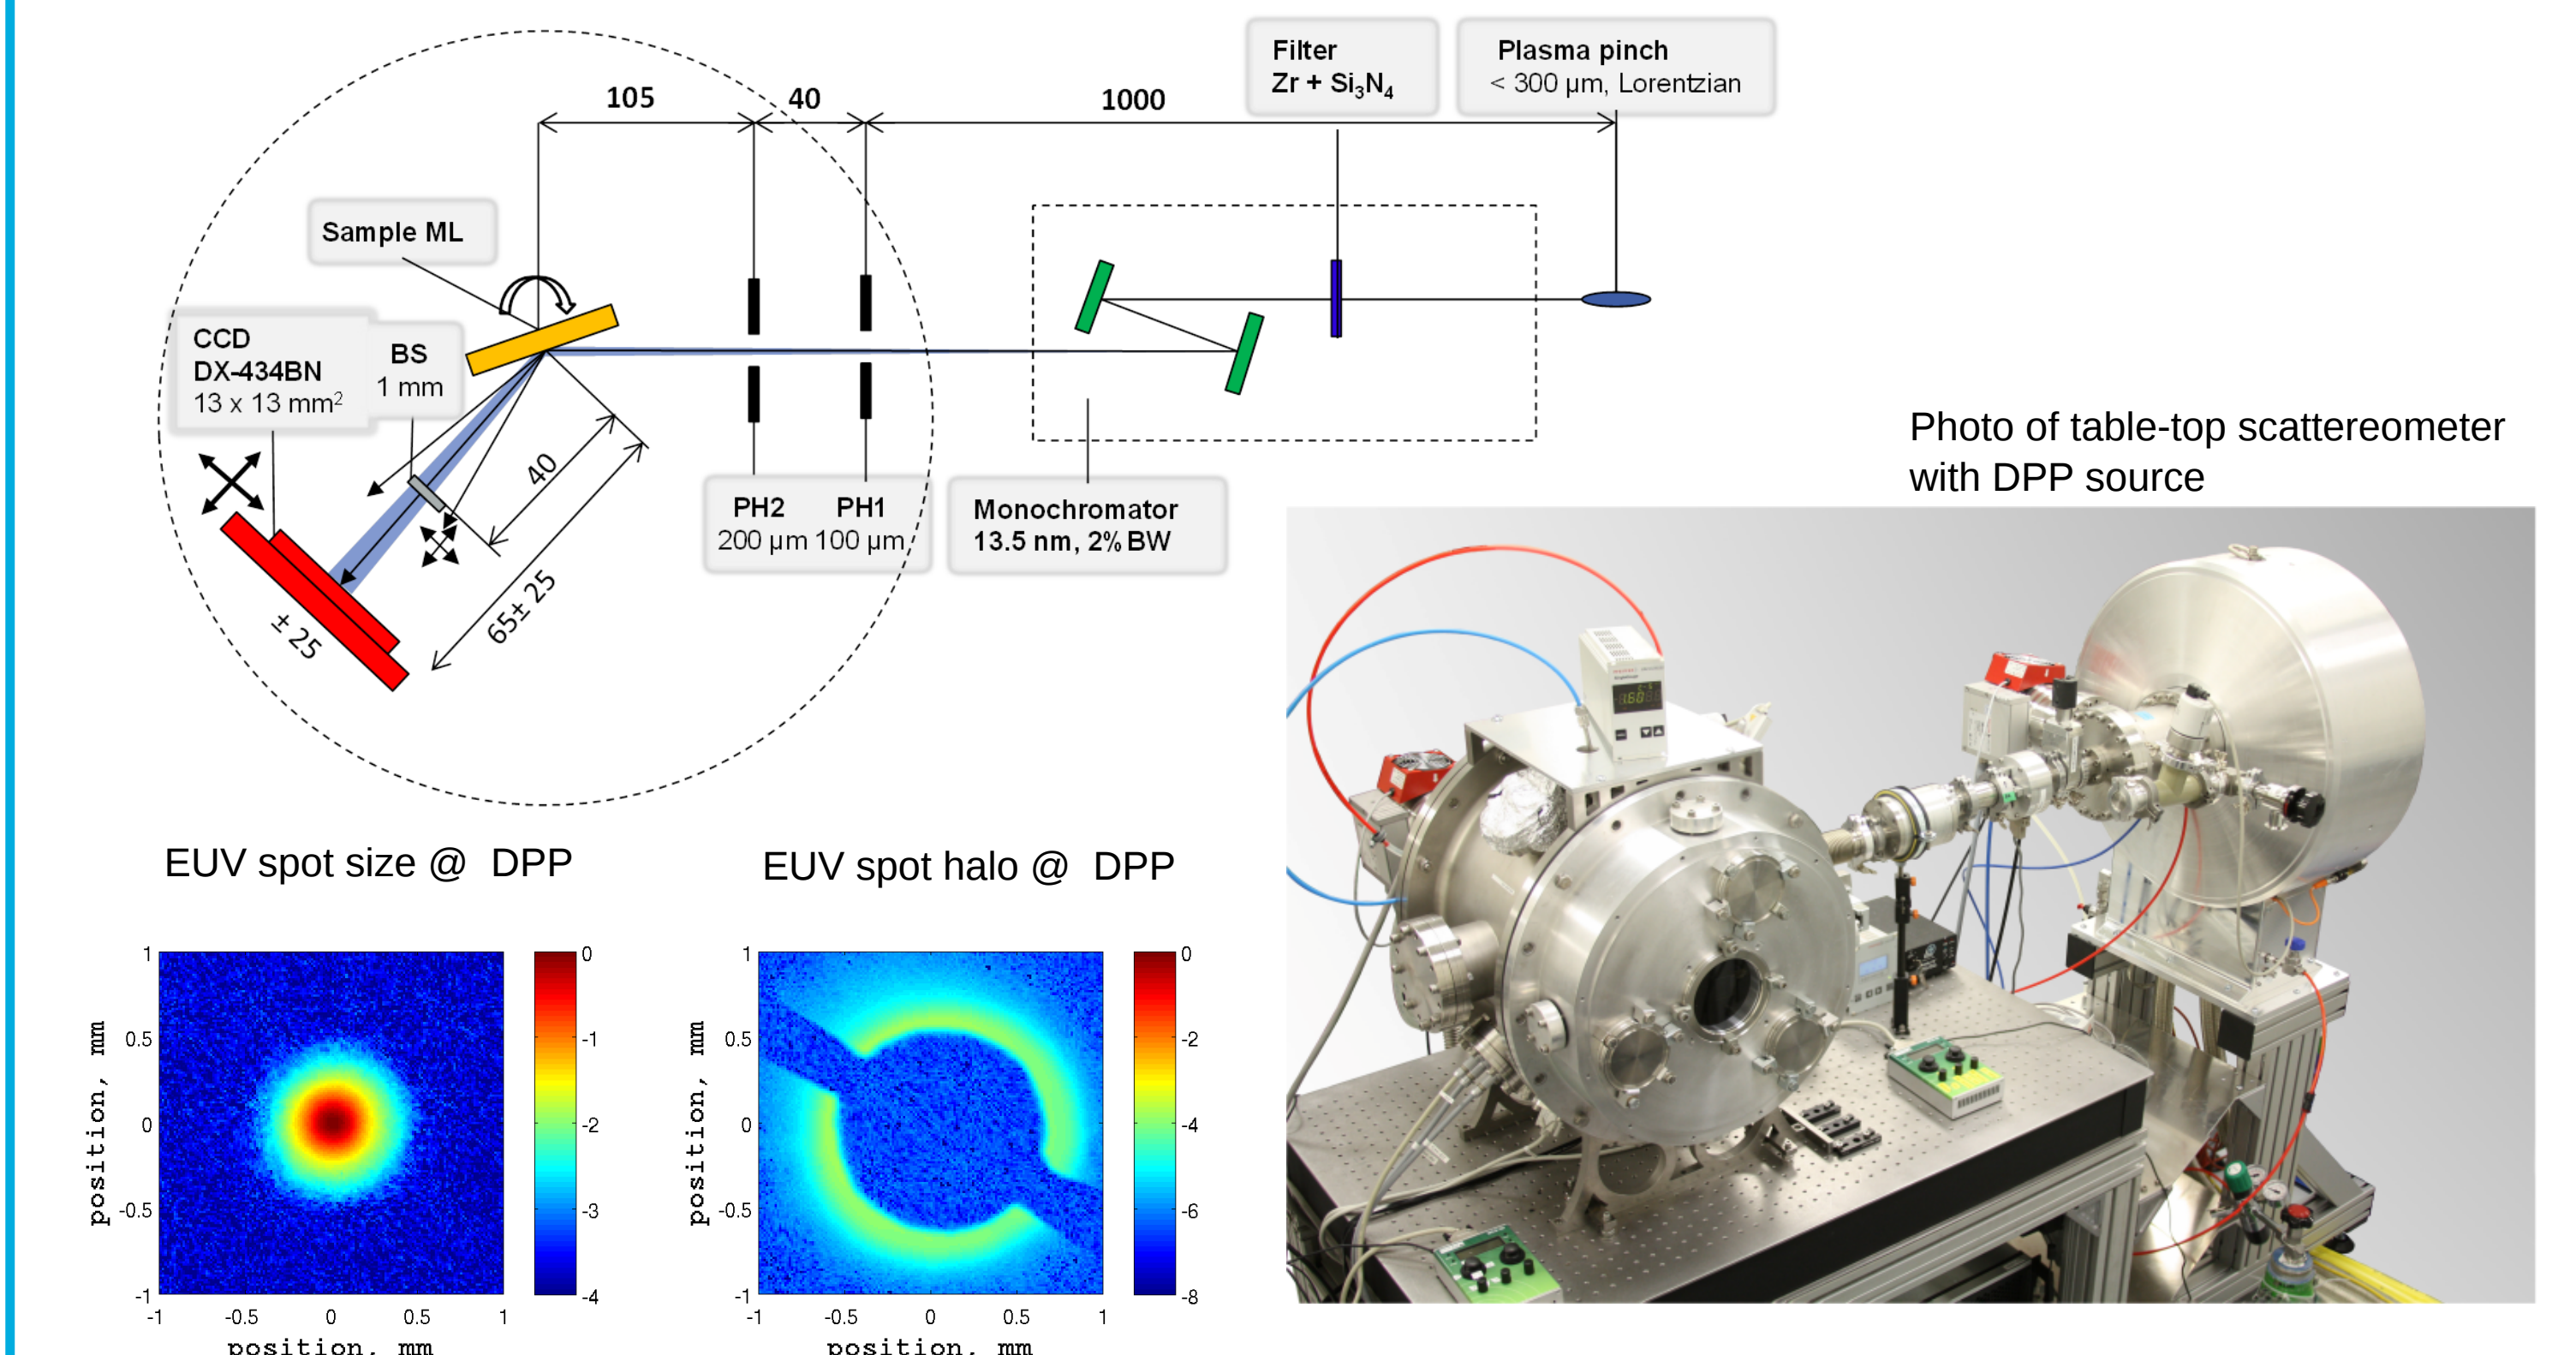 105
40
1000
Filter
Zr + Si₃N₄
Plasma pinch
< 300 µm, Lorentzian
Sample ML
CCD
DX-434BN
13 x 13 mm²
BS
1 mm
40
65± 25
± 25
PH2 PH1
200 µm 100 µm
Monochromator
13.5 nm, 2% BW
Photo of table-top scattereometer
with DPP source
EUV spot size @ DPP
EUV spot halo @ DPP
1
0.5
0
-0.5
-1
position, mm
-1 -0.5 0 0.5 1
position, mm
0
-1
-2
-3
-4
1
0.5
0
-0.5
-1
position, mm
-1 -0.5 0 0.5 1
position, mm
0
-2
-4
-6
-8